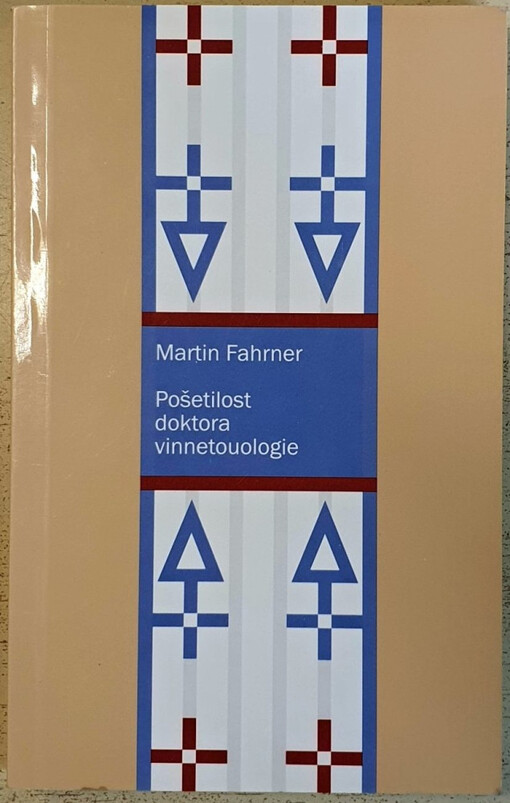 Martin Fahrner
Pošetilost
doktora
vinnetouologie